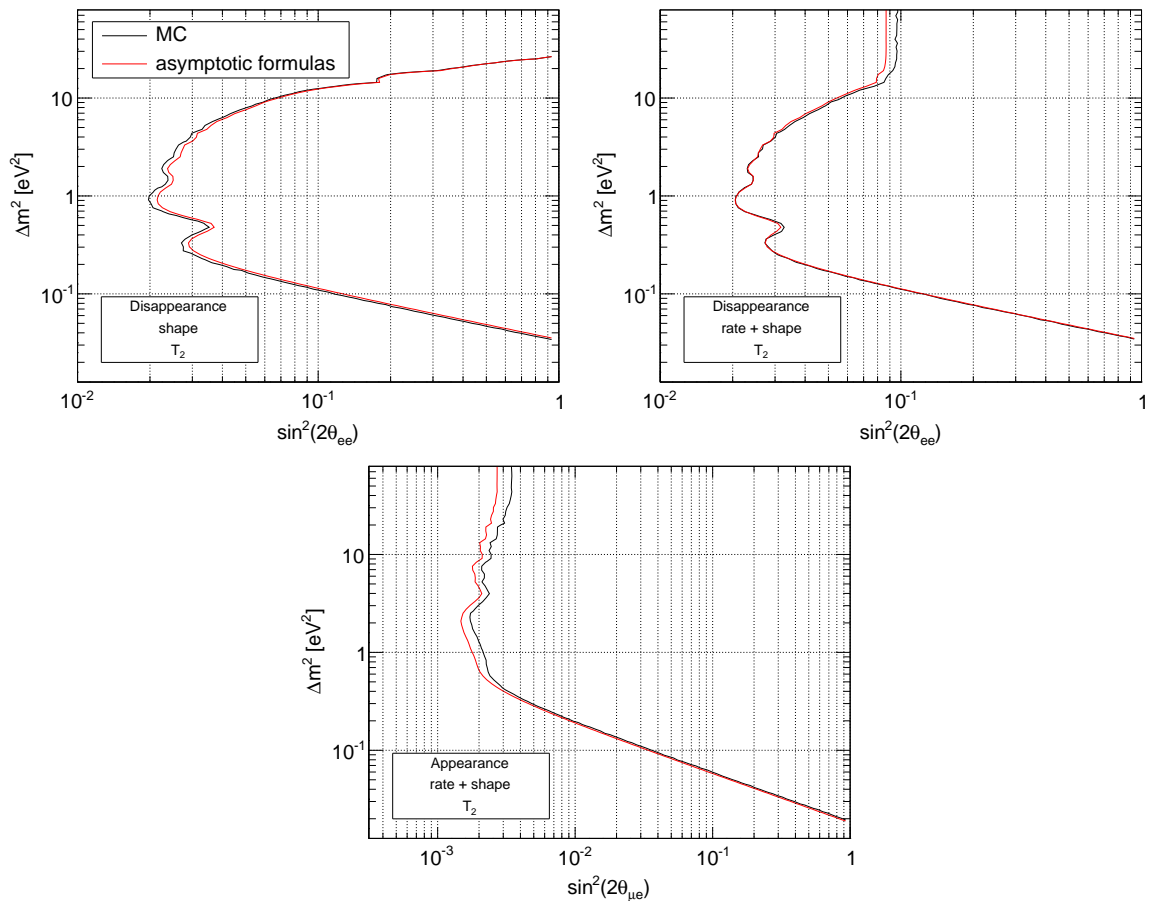 MC
asymptotic formulas
10
1
10⁻¹
Δm² [eV²]
Disappearance
shape
T₂
10⁻² 10⁻¹ 1
sin²(2θₑₑ)
10
1
10⁻¹
Δm² [eV²]
Disappearance
rate + shape
T₂
10⁻² 10⁻¹ 1
sin²(2θₑₑ)
10
1
10⁻¹
Δm² [eV²]
Appearance
rate + shape
T₂
10⁻³ 10⁻² 10⁻¹ 1
sin²(2θ_μe)